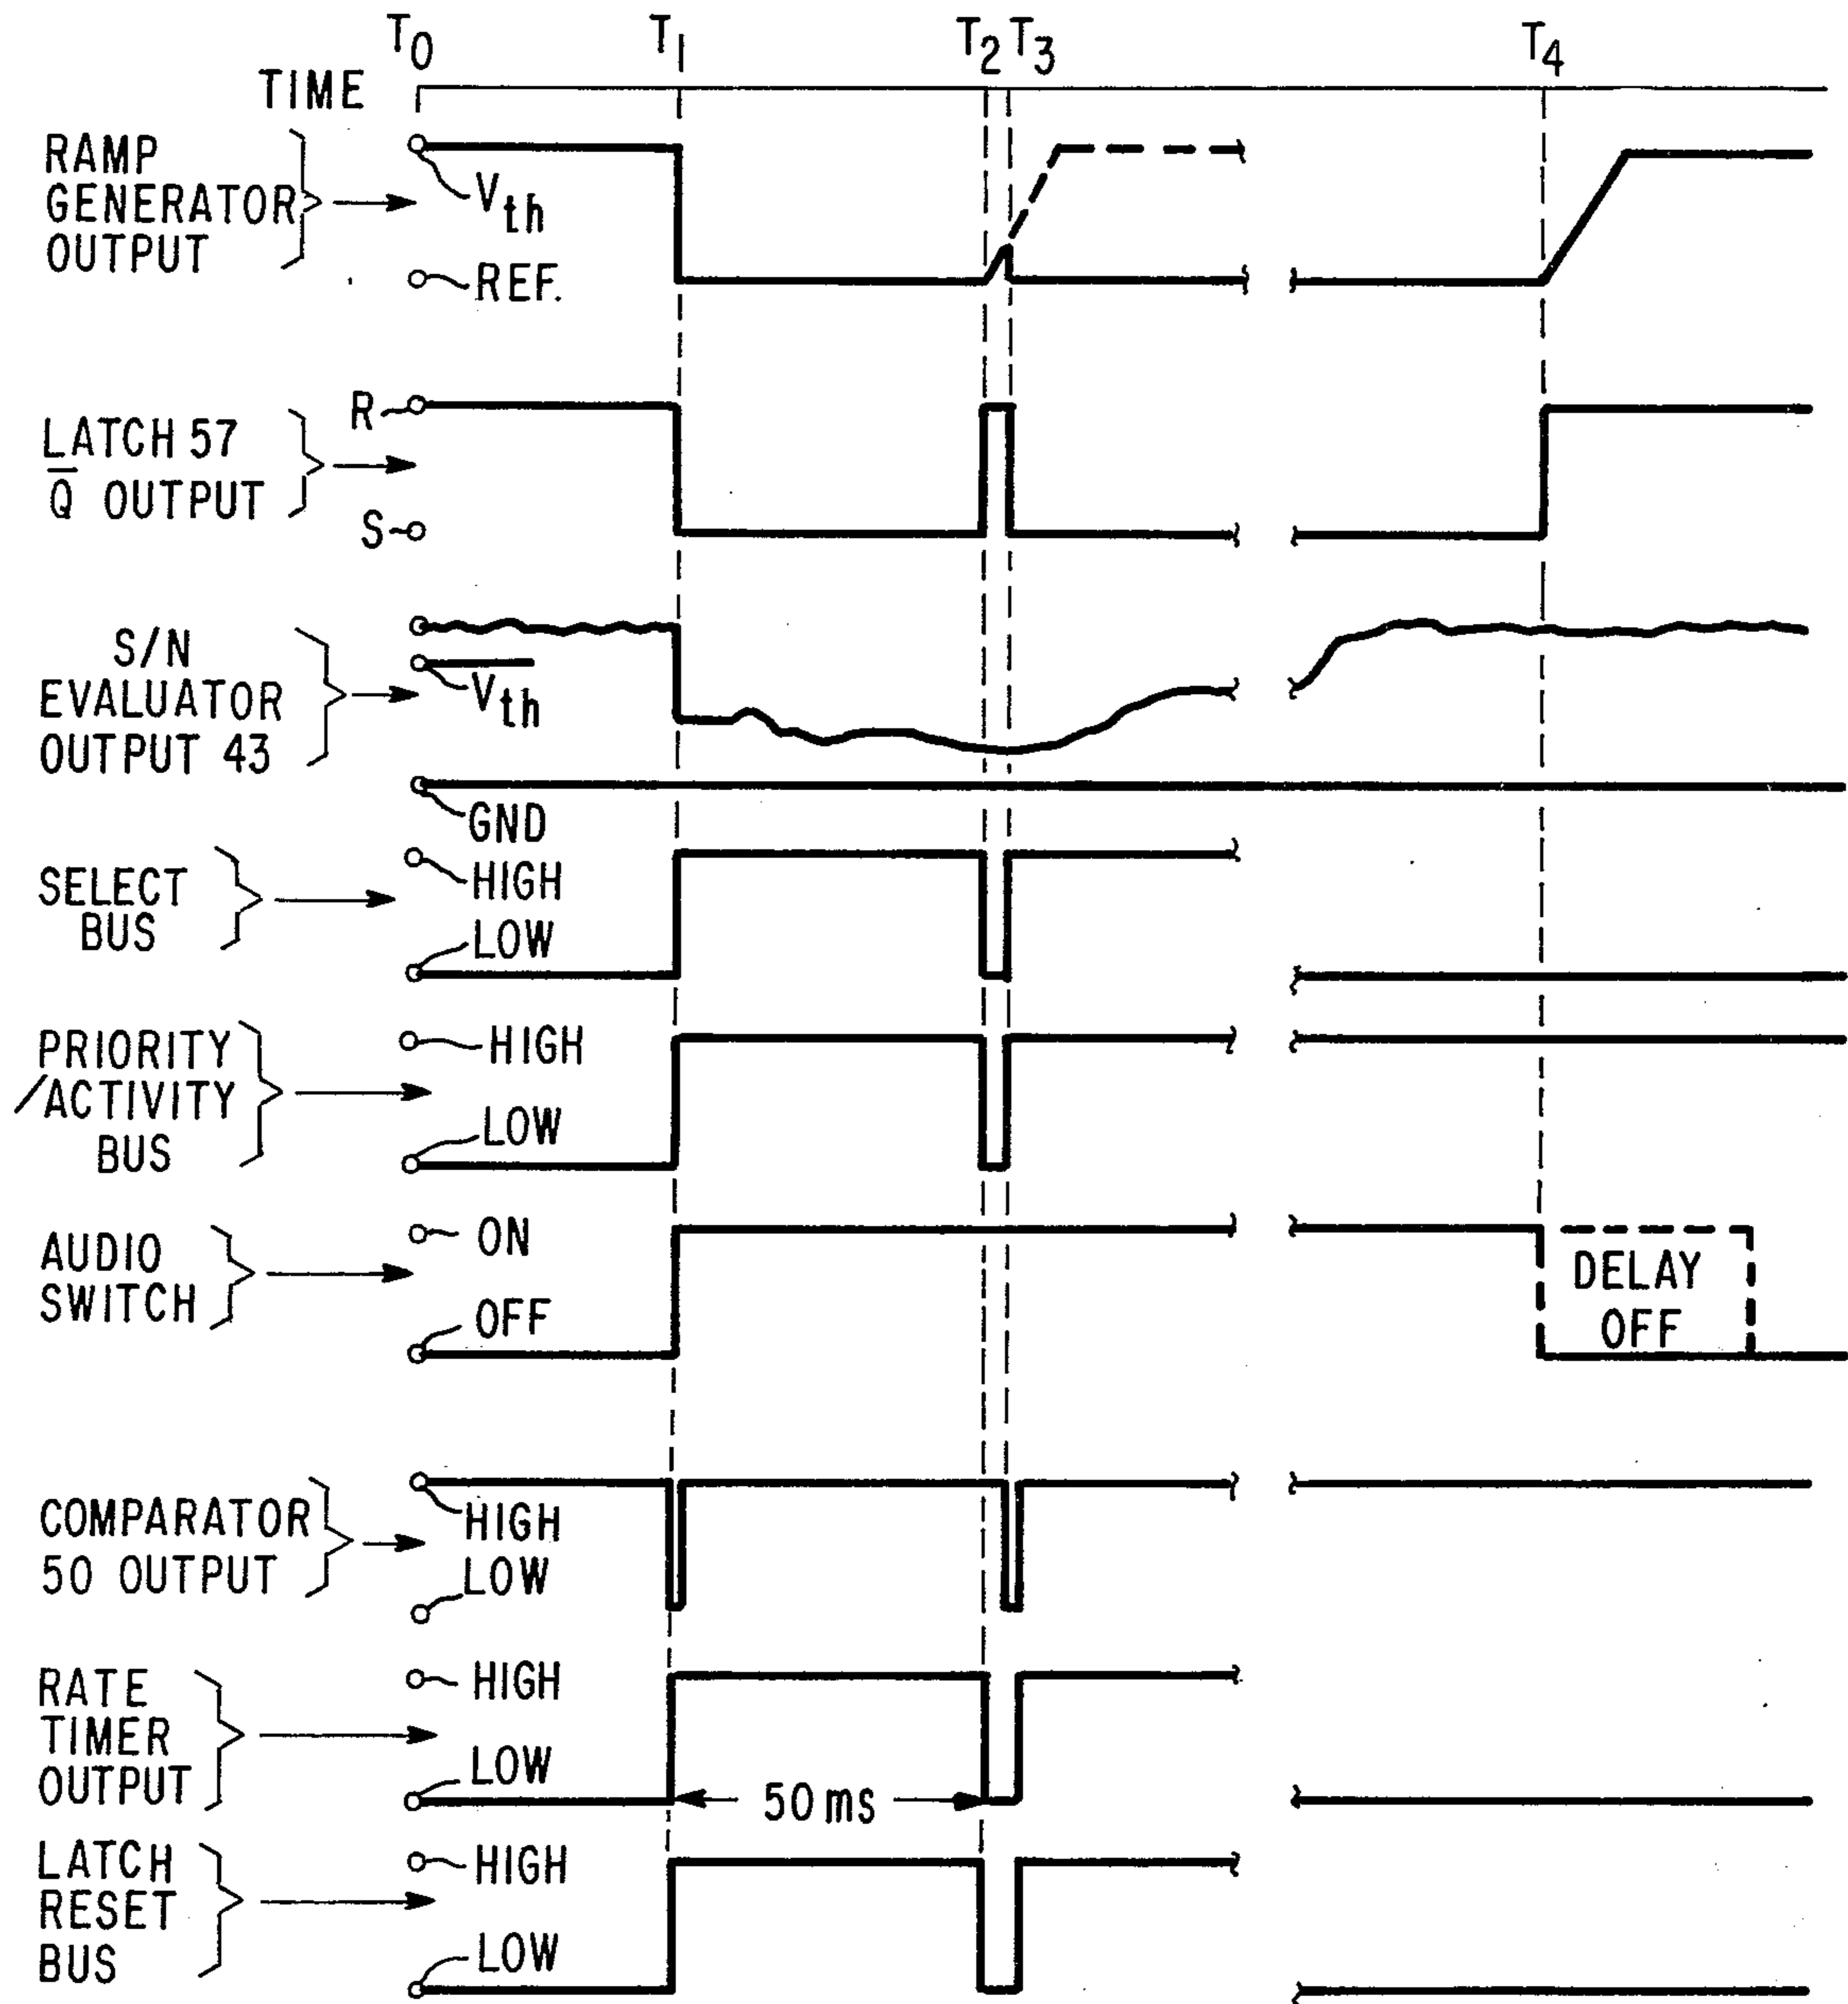 T0 T1 T2 T3 T4
TIME
RAMP
GENERATOR
OUTPUT
Vth
REF.
LATCH 57
Q̅ OUTPUT
R
S
S/N
EVALUATOR
OUTPUT 43
Vth
GND
SELECT
BUS
HIGH
LOW
PRIORITY
/ACTIVITY
BUS
HIGH
LOW
AUDIO
SWITCH
ON
OFF
DELAY
OFF
COMPARATOR
50 OUTPUT
HIGH
LOW
RATE
TIMER
OUTPUT
HIGH
LOW
50 ms
LATCH
RESET
BUS
HIGH
LOW